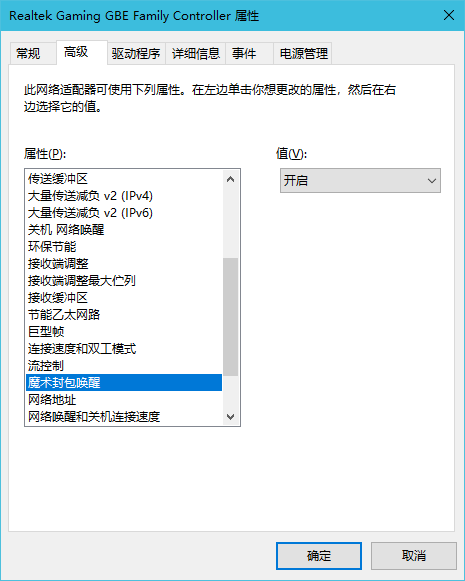 Realtek Gaming GBE Family Controller 属性
常规 高级 驱动程序 详细信息 事件 电源管理
此网络适配器可使用下列属性。在左边单击你想更改的属性，然后在右
边选择它的值。
属性(P): 值(V):
传送缓冲区 开启
大量传送减负 v2 (IPv4)
大量传送减负 v2 (IPv6)
关机 网络唤醒
环保节能
接收端调整
接收端调整最大伫列
接收缓冲区
节能乙太网路
巨型帧
连接速度和双工模式
流控制
魔术封包唤醒
网络地址
网络唤醒和关机连接速度
确定 取消